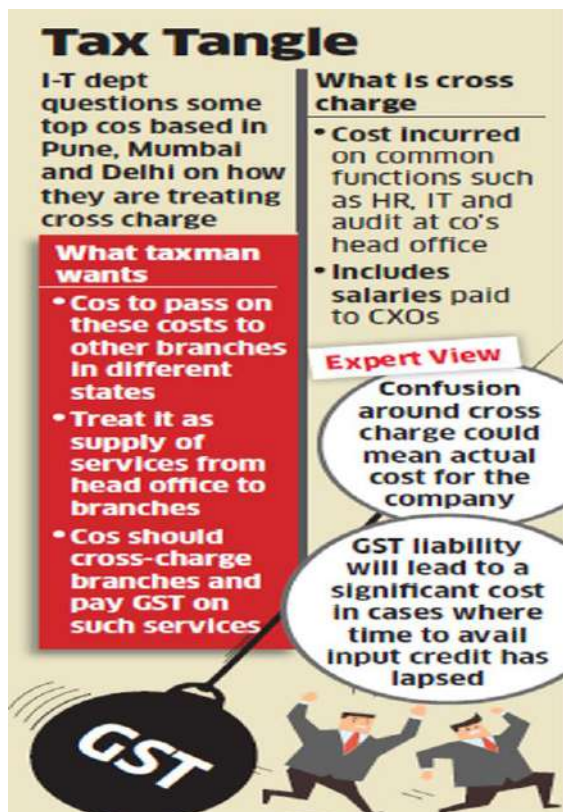 Tax Tangle
I-T dept
questions some
top cos based in
Pune, Mumbai
and Delhi on how
they are treating
cross charge
What taxman
wants
• Cos to pass on
these costs to
other branches
in different
states
• Treat it as
supply of
services from
head office to
branches
• Cos should
cross-charge
branches and
pay GST on
such services
What is cross
charge
• Cost incurred
on common
functions such
as HR, IT and
audit at co's
head office
• Includes
salaries paid
to CXOs
Expert View
Confusion
around cross
charge could
mean actual
cost for the
company
GST liability
will lead to a
significant cost
in cases where
time to avail
input credit has
lapsed
GST